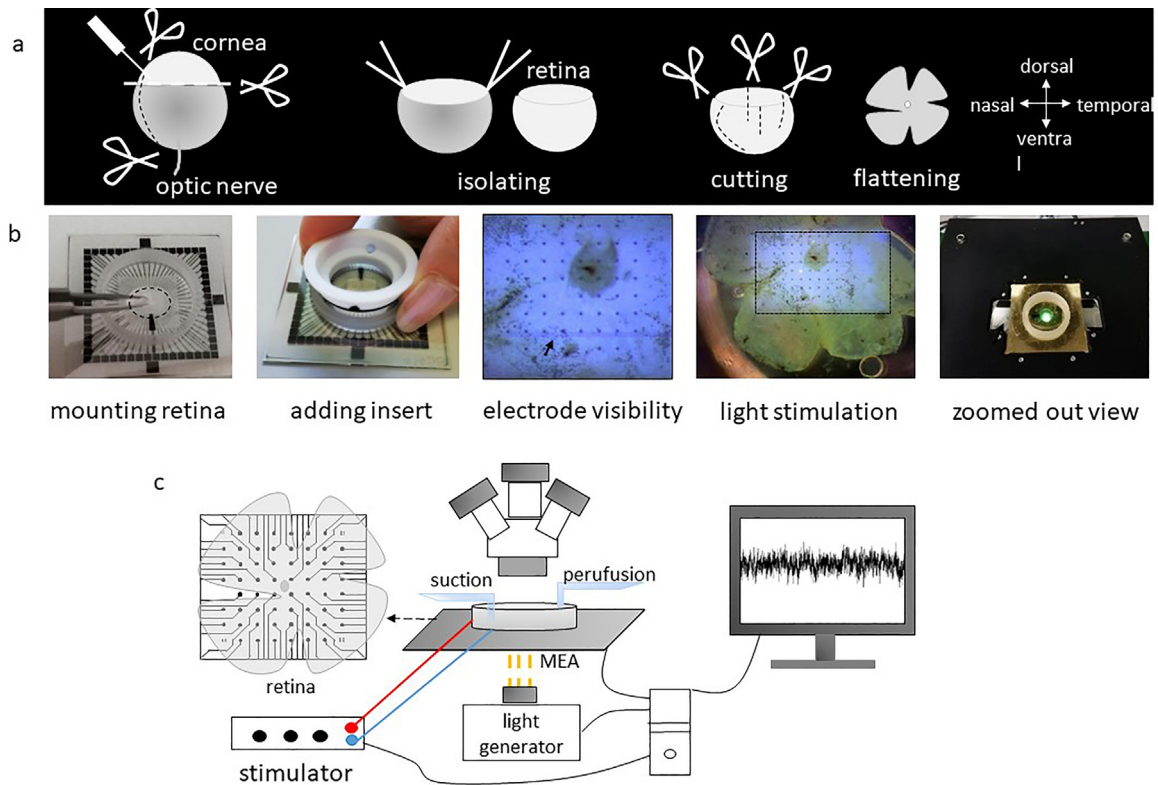 a
cornea
optic nerve
isolating
retina
cutting
flattening
dorsal
nasal
temporal
ventra
l
b
mounting retina
adding insert
electrode visibility
light stimulation
zoomed out view
c
retina
suction
perufusion
MEA
light
generator
stimulator